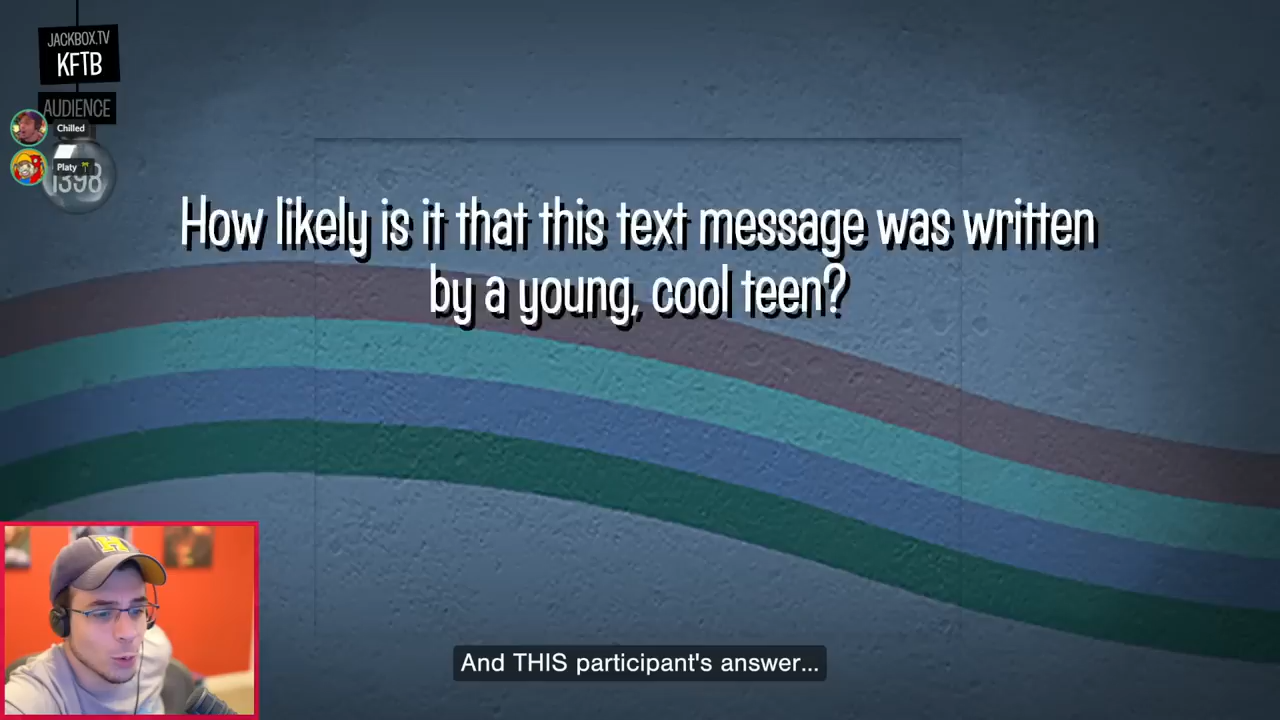 JACKBOX.TV
KFTB
AUDIENCE
Chilled
Platy
1398
How likely is it that this text message was written
by a young, cool teen?
H
And THIS participant's answer...